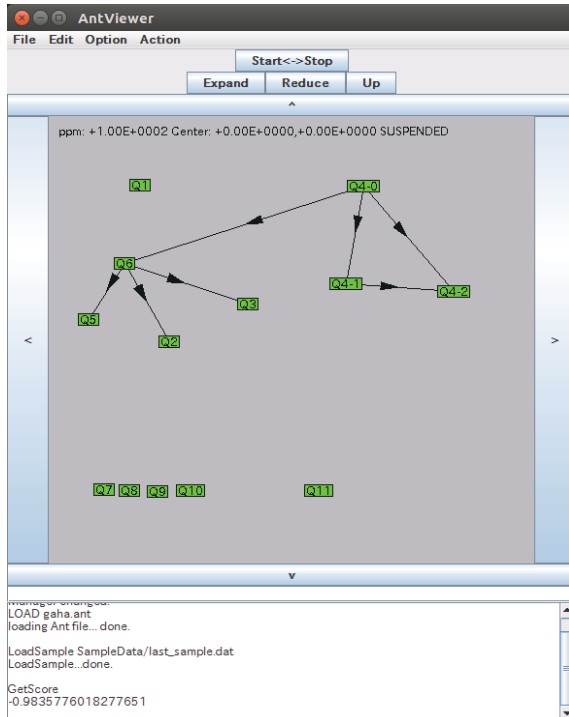 AntViewer
File Edit Option Action
Start<->Stop
Expand Reduce Up
^
ppm: +1.00E+0002 Center: +0.00E+0000,+0.00E+0000 SUSPENDED
Q1 Q4-0
Q6
Q4-1 Q4-2
Q3
Q5
Q2
< >
Q7 Q8 Q9 Q10 Q11
v
Manager changed.
LOAD gaha.ant
loading Ant file... done.
LoadSample SampleData/last_sample.dat
LoadSample...done.
GetScore
-0.9835776018277651